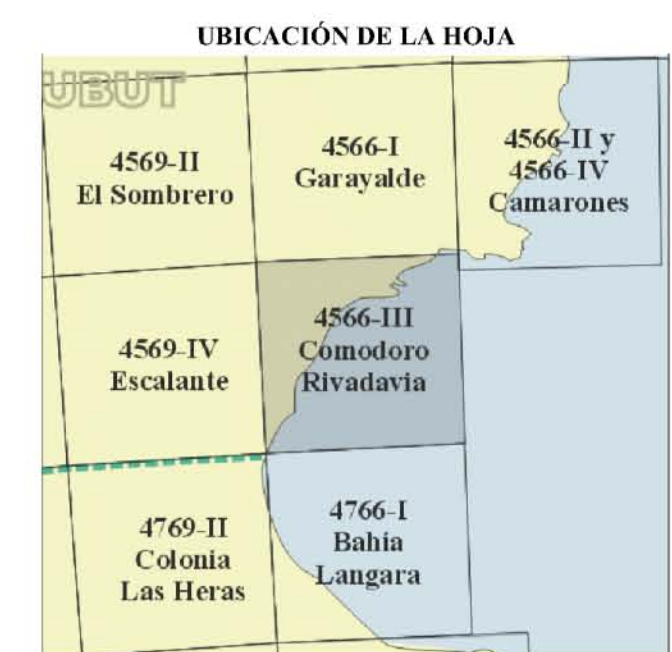 UBICACIÓN DE LA HOJA
UBUT
4569-II
El Sombrero
4566-I
Garayalde
4566-II y
4566-IV
Camarones
4569-IV
Escalante
4566-III
Comodoro
Rivadavia
4769-II
Colonia
Las Heras
4766-I
Bahía
Langara